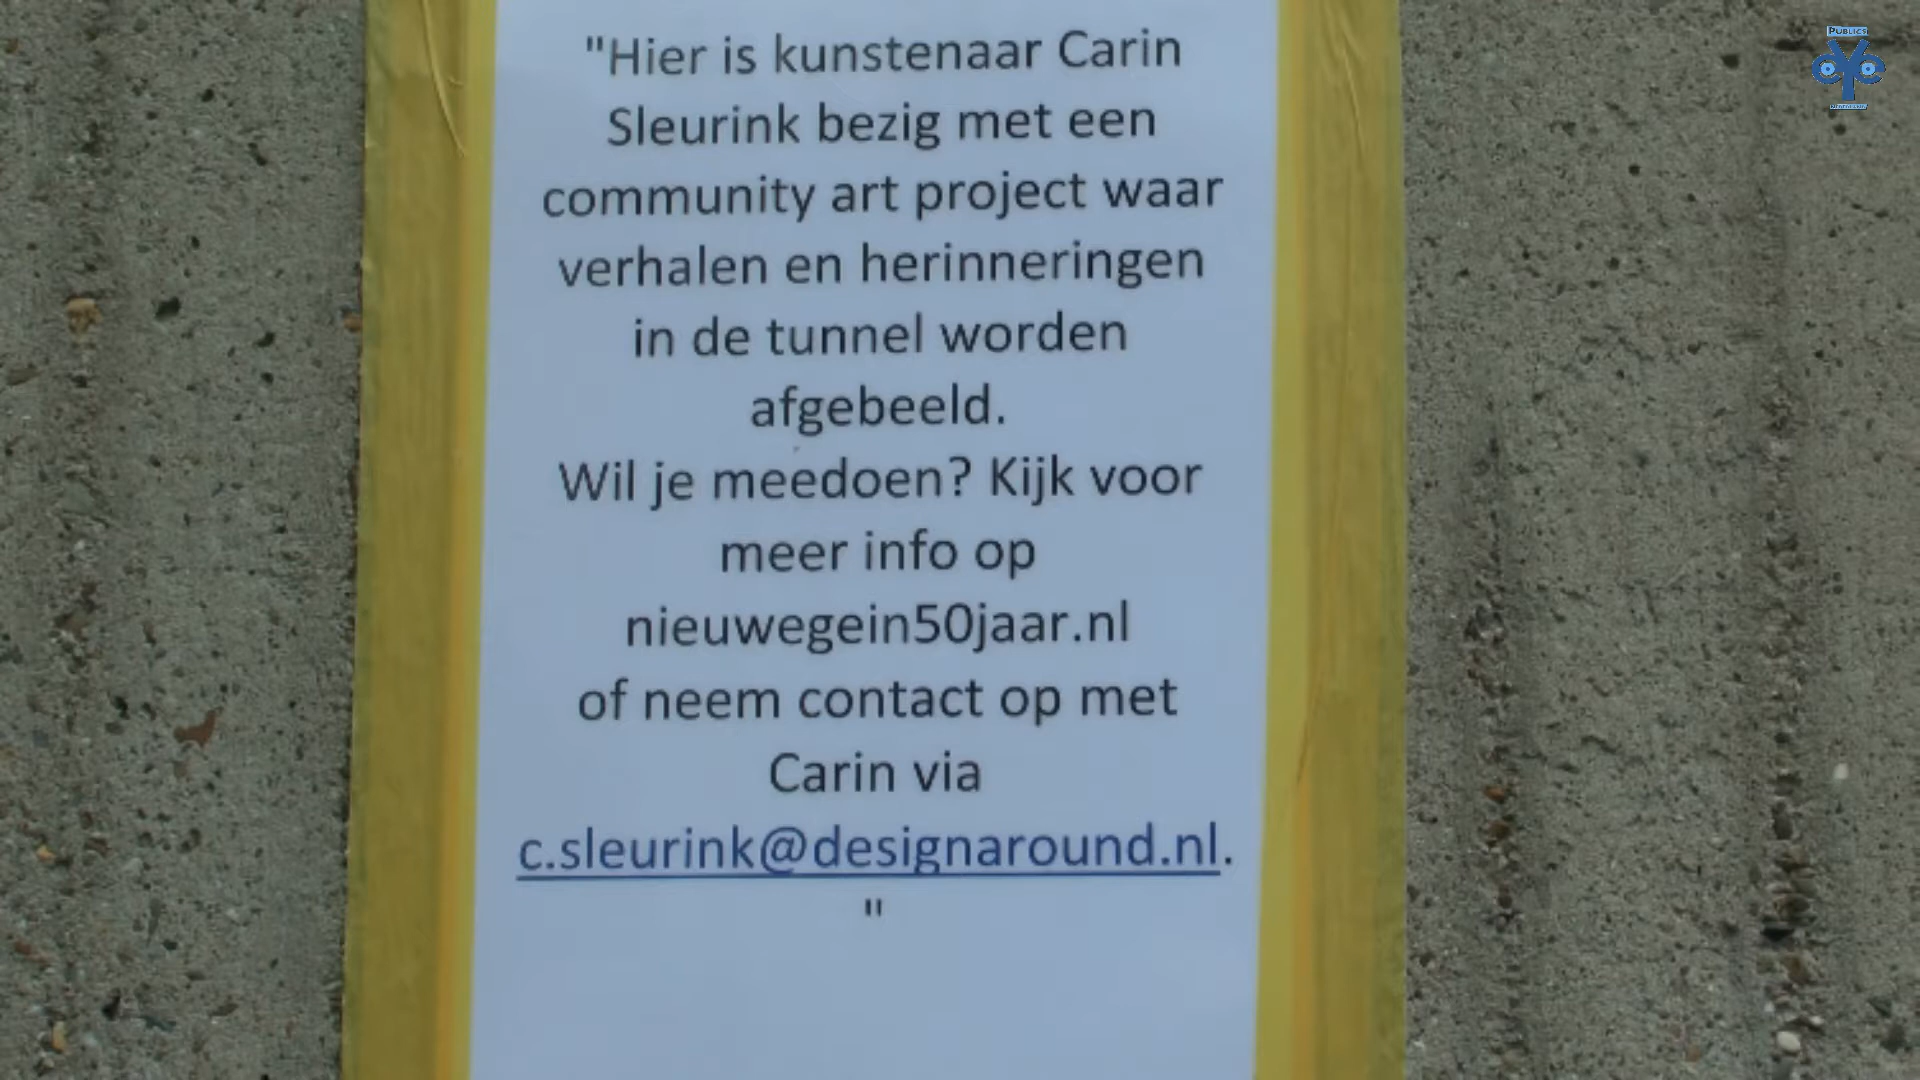 PUBLICS
eYe
"Hier is kunstenaar Carin
Sleurink bezig met een
community art project waar
verhalen en herinneringen
in de tunnel worden
afgebeeld.
Wil je meedoen? Kijk voor
meer info op
nieuwegein50jaar.nl
of neem contact op met
Carin via
c.sleurink@designaround.nl.
"